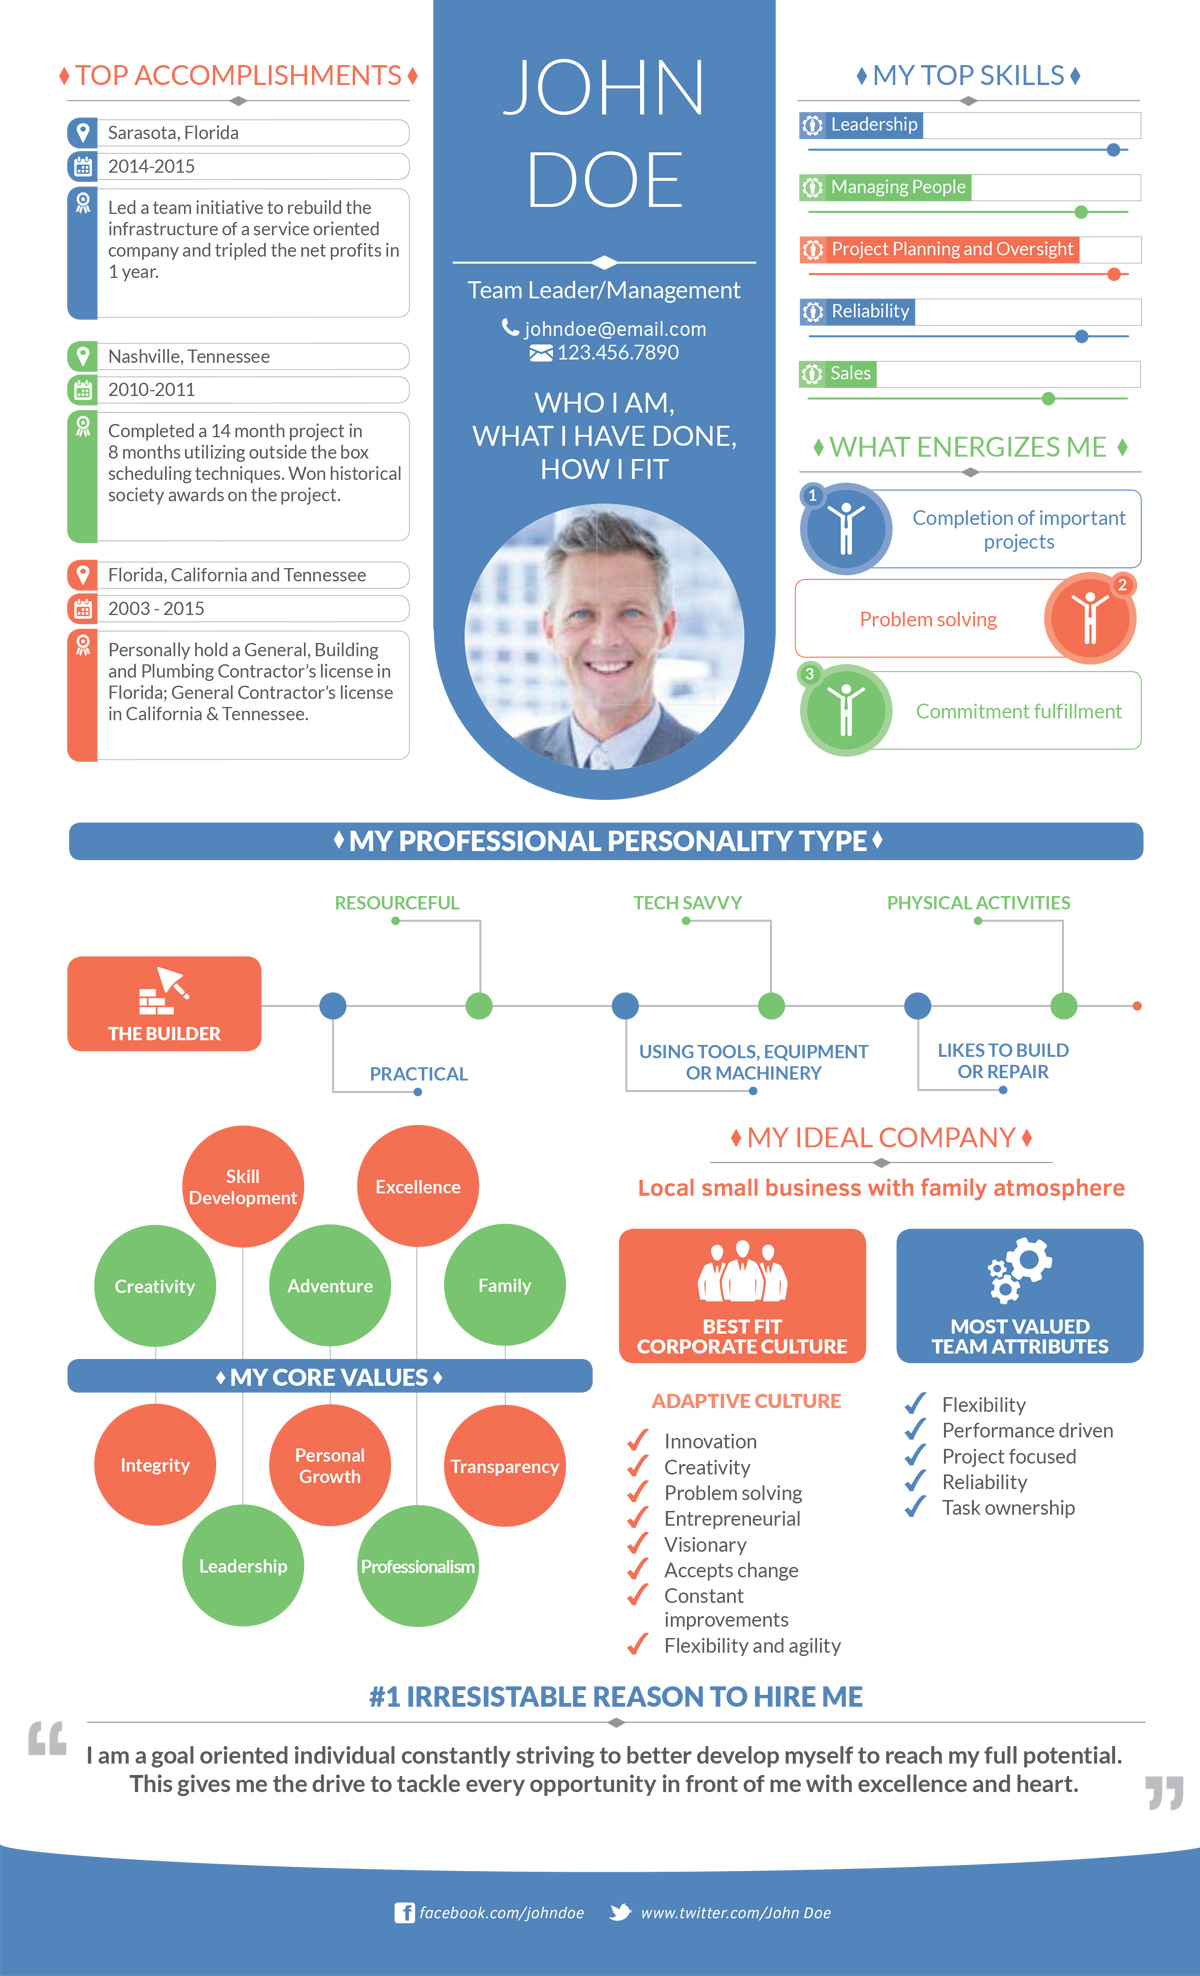 TOP ACCOMPLISHMENTS
Sarasota, Florida
2014-2015
Led a team initiative to rebuild the
infrastructure of a service oriented
company and tripled the net profits in
1 year.
Nashville, Tennessee
2010-2011
Completed a 14 month project in
8 months utilizing outside the box
scheduling techniques. Won historical
society awards on the project.
Florida, California and Tennessee
2003 - 2015
Personally hold a General, Building
and Plumbing Contractor's license in
Florida; General Contractor's license
in California & Tennessee.
JOHN
DOE
Team Leader/Management
johndoe@email.com
123.456.7890
WHO I AM,
WHAT I HAVE DONE,
HOW I FIT
MY TOP SKILLS
Leadership
Managing People
Project Planning and Oversight
Reliability
Sales
WHAT ENERGIZES ME
1
Completion of important
projects
2
Problem solving
3
Commitment fulfillment
MY PROFESSIONAL PERSONALITY TYPE
RESOURCEFUL
TECH SAVVY
PHYSICAL ACTIVITIES
THE BUILDER
PRACTICAL
USING TOOLS, EQUIPMENT
OR MACHINERY
LIKES TO BUILD
OR REPAIR
Skill
Development
Excellence
Creativity
Adventure
Family
MY CORE VALUES
Integrity
Personal
Growth
Transparency
Leadership
Professionalism
MY IDEAL COMPANY
Local small business with family atmosphere
BEST FIT
CORPORATE CULTURE
ADAPTIVE CULTURE
Innovation
Creativity
Problem solving
Entrepreneurial
Visionary
Accepts change
Constant
improvements
Flexibility and agility
MOST VALUED
TEAM ATTRIBUTES
Flexibility
Performance driven
Project focused
Reliability
Task ownership
#1 IRRESISTABLE REASON TO HIRE ME
“I am a goal oriented individual constantly striving to better develop myself to reach my full potential.
This gives me the drive to tackle every opportunity in front of me with excellence and heart.”
facebook.com/johndoe
www.twitter.com/John Doe